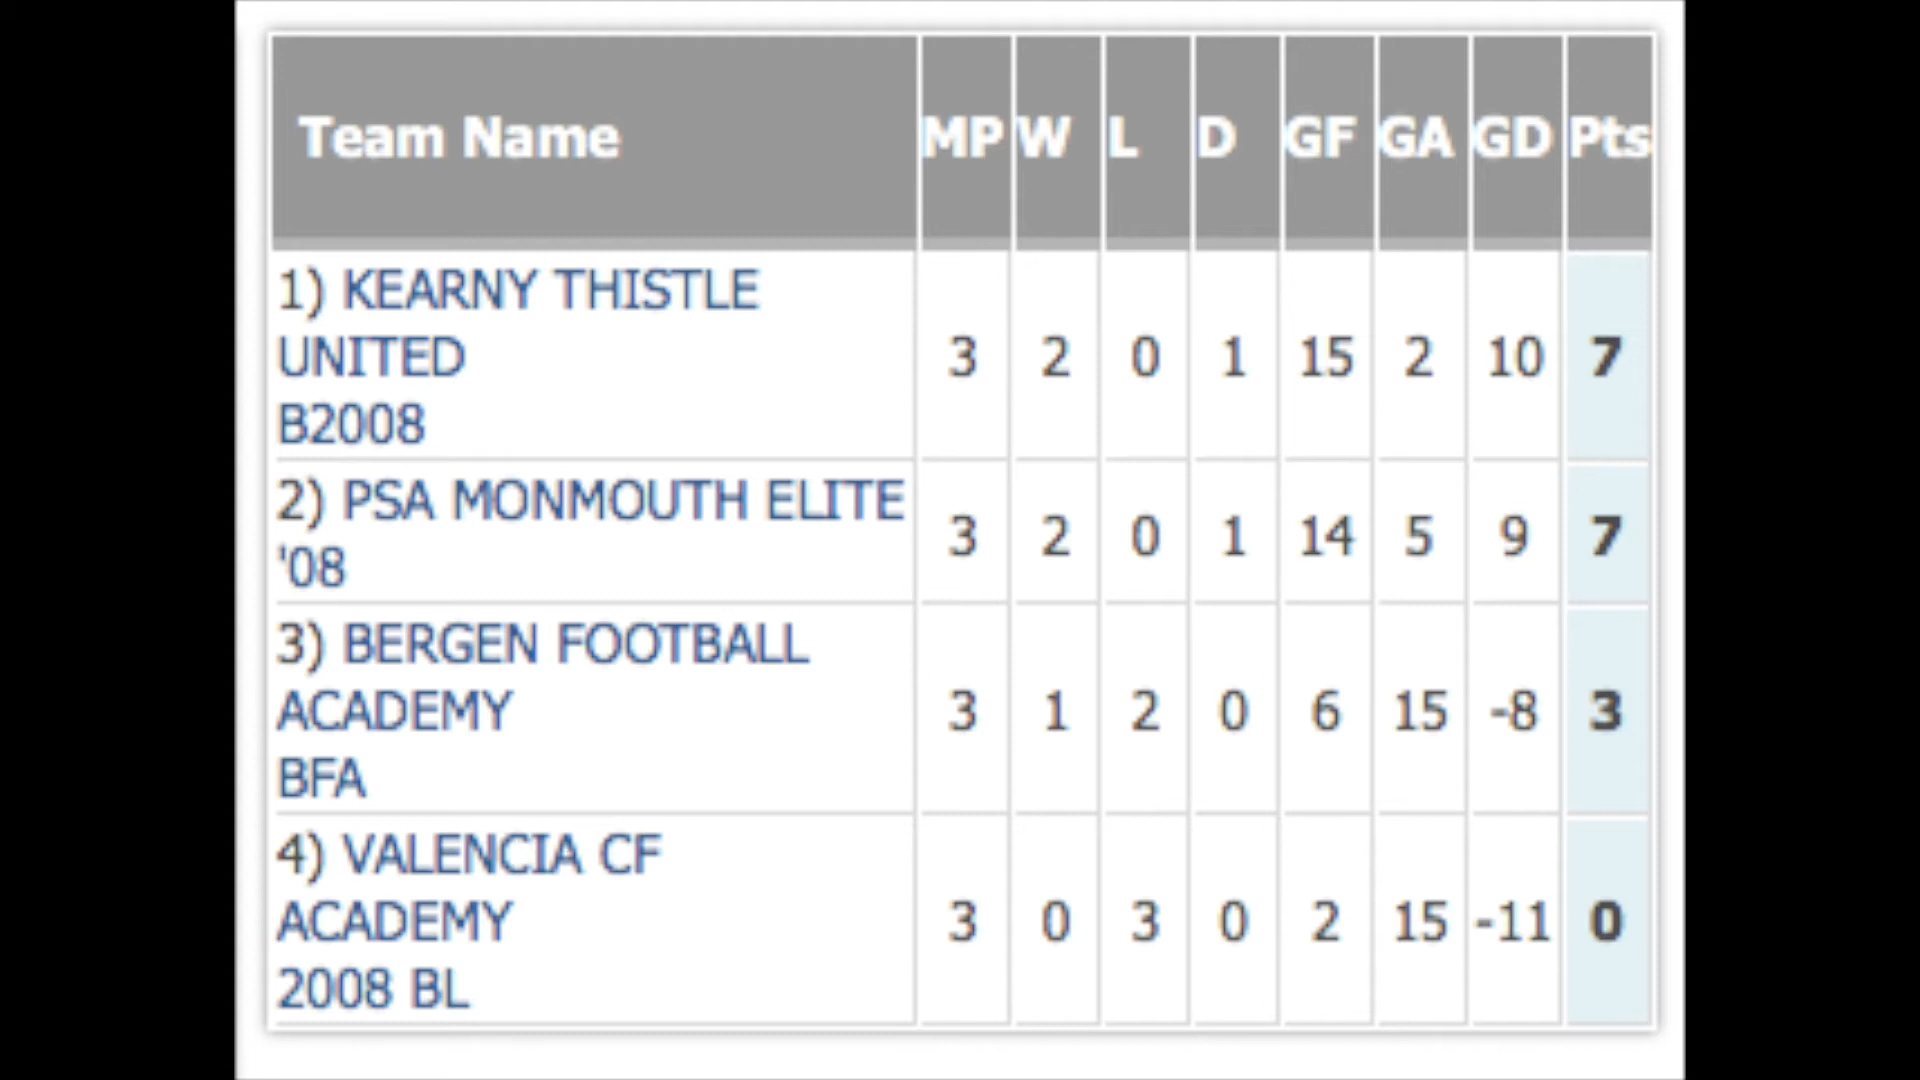 Team Name MP W L D GF GA GD Pts
1) KEARNY THISTLE
UNITED
B2008
3 2 0 1 15 2 10 7
2) PSA MONMOUTH ELITE
'08
3 2 0 1 14 5 9 7
3) BERGEN FOOTBALL
ACADEMY
BFA
3 1 2 0 6 15 -8 3
4) VALENCIA CF
ACADEMY
2008 BL
3 0 3 0 2 15 -11 0